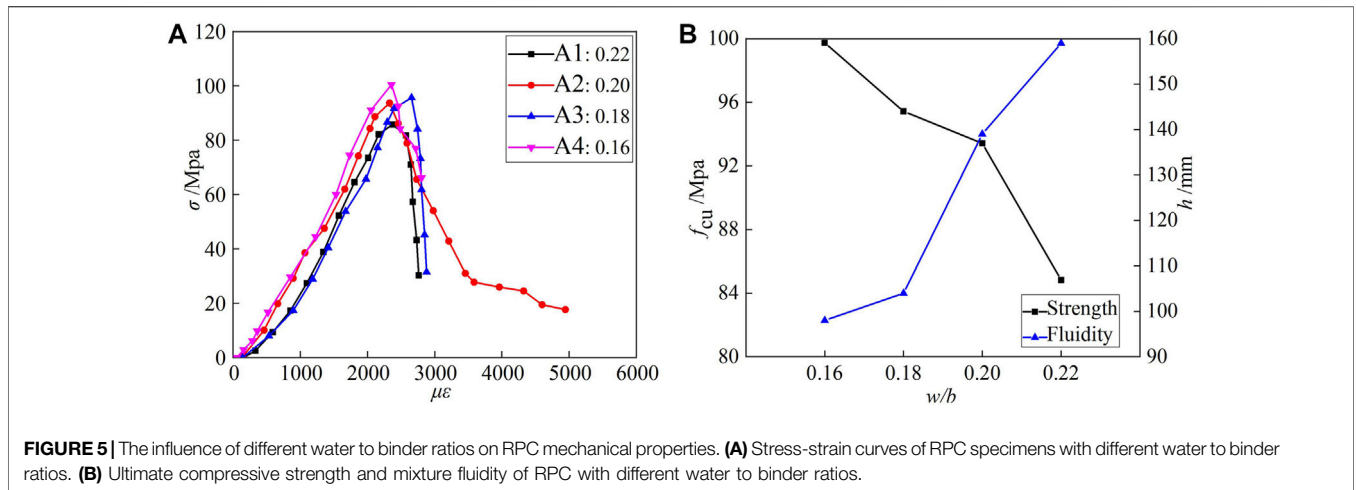 A
120
100
80
60
40
20
0
σ /Mpa
0 1000 2000 3000 4000 5000 6000
με
A1: 0.22
A2: 0.20
A3: 0.18
A4: 0.16
B
100
96
92
88
84
80
fcu /Mpa
160
150
140
130
120
110
100
90
h /mm
0.16 0.18 0.20 0.22
w/b
Strength
Fluidity
FIGURE 5 | The influence of different water to binder ratios on RPC mechanical properties. (A) Stress-strain curves of RPC specimens with different water to binder
ratios. (B) Ultimate compressive strength and mixture fluidity of RPC with different water to binder ratios.